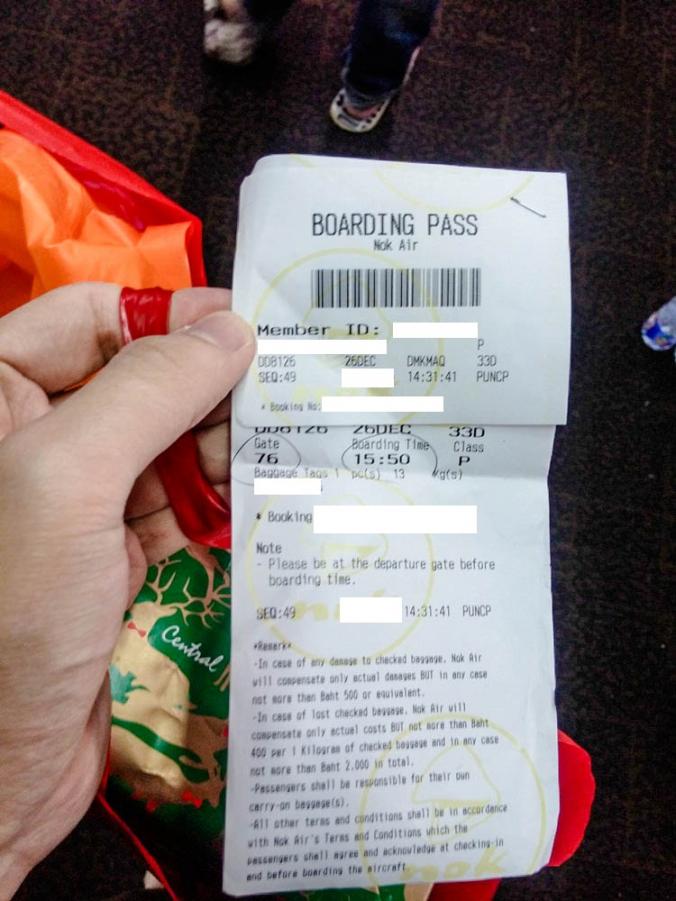 BOARDING PASS
Nok Air
Member ID:
P
DD8126 26DEC DMKMAQ 33D
SEQ:49 14:31:41 PUNCP
* Booking No:
DD8126 26DEC 33D
Gate Boarding Time Class
76 15:50 P
Baggage Tags 1 pc(s) 13 kg(s)
* Booking
Note
- Please be at the departure gate before
boarding time.
SEQ:49 14:31:41 PUNCP
*Remark*
-In case of any damage to checked baggage, Nok Air
will compensate only actual damages BUT in any case
not more than Baht 500 or equivalent.
-In case of lost checked baggage, Nok Air will
compensate only actual costs BUT not more than Baht
400 per 1 Kilogram of checked baggage and in any case
not more than Baht 2,000 in total.
-Passengers shall be responsible for their own
carry-on baggage(s).
-All other terms and conditions shall be in accordance
with Nok Air's Terms and Conditions which the
passengers shall agree and acknowledge at checking-in
and before boarding the aircraft
nok
Central